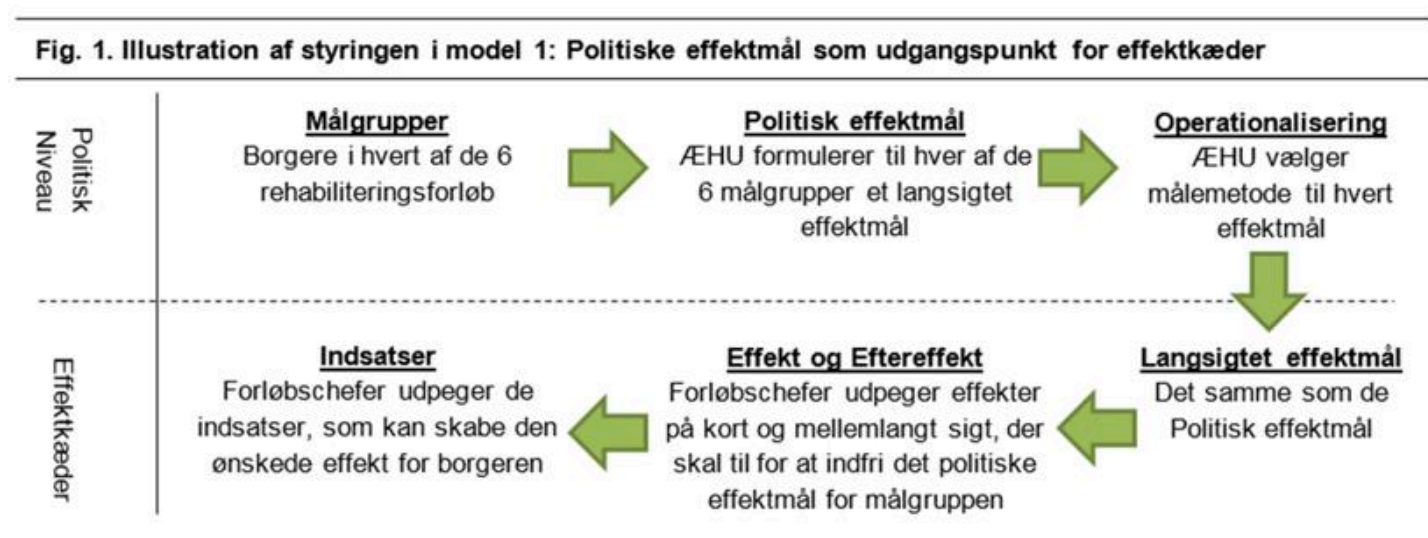 Fig. 1. Illustration af styringen i model 1: Politiske effektmål som udgangspunkt for effektkæder
Politisk
Niveau
Målgrupper
Borgere i hvert af de 6
rehabiliteringsforløb
Politisk effektmål
ÆHU formulerer til hver af de
6 målgrupper et langsigtet
effektmål
Operationalisering
ÆHU vælger
målemetode til hvert
effektmål
Effektkæder
Indsatser
Forløbschefer udpeger de
indsatser, som kan skabe den
ønskede effekt for borgeren
Effekt og Eftereffekt
Forløbschefer udpeger effekter
på kort og mellemlangt sigt, der
skal til for at indfri det politiske
effektmål for målgruppen
Langsigtet effektmål
Det samme som de
Politisk effektmål